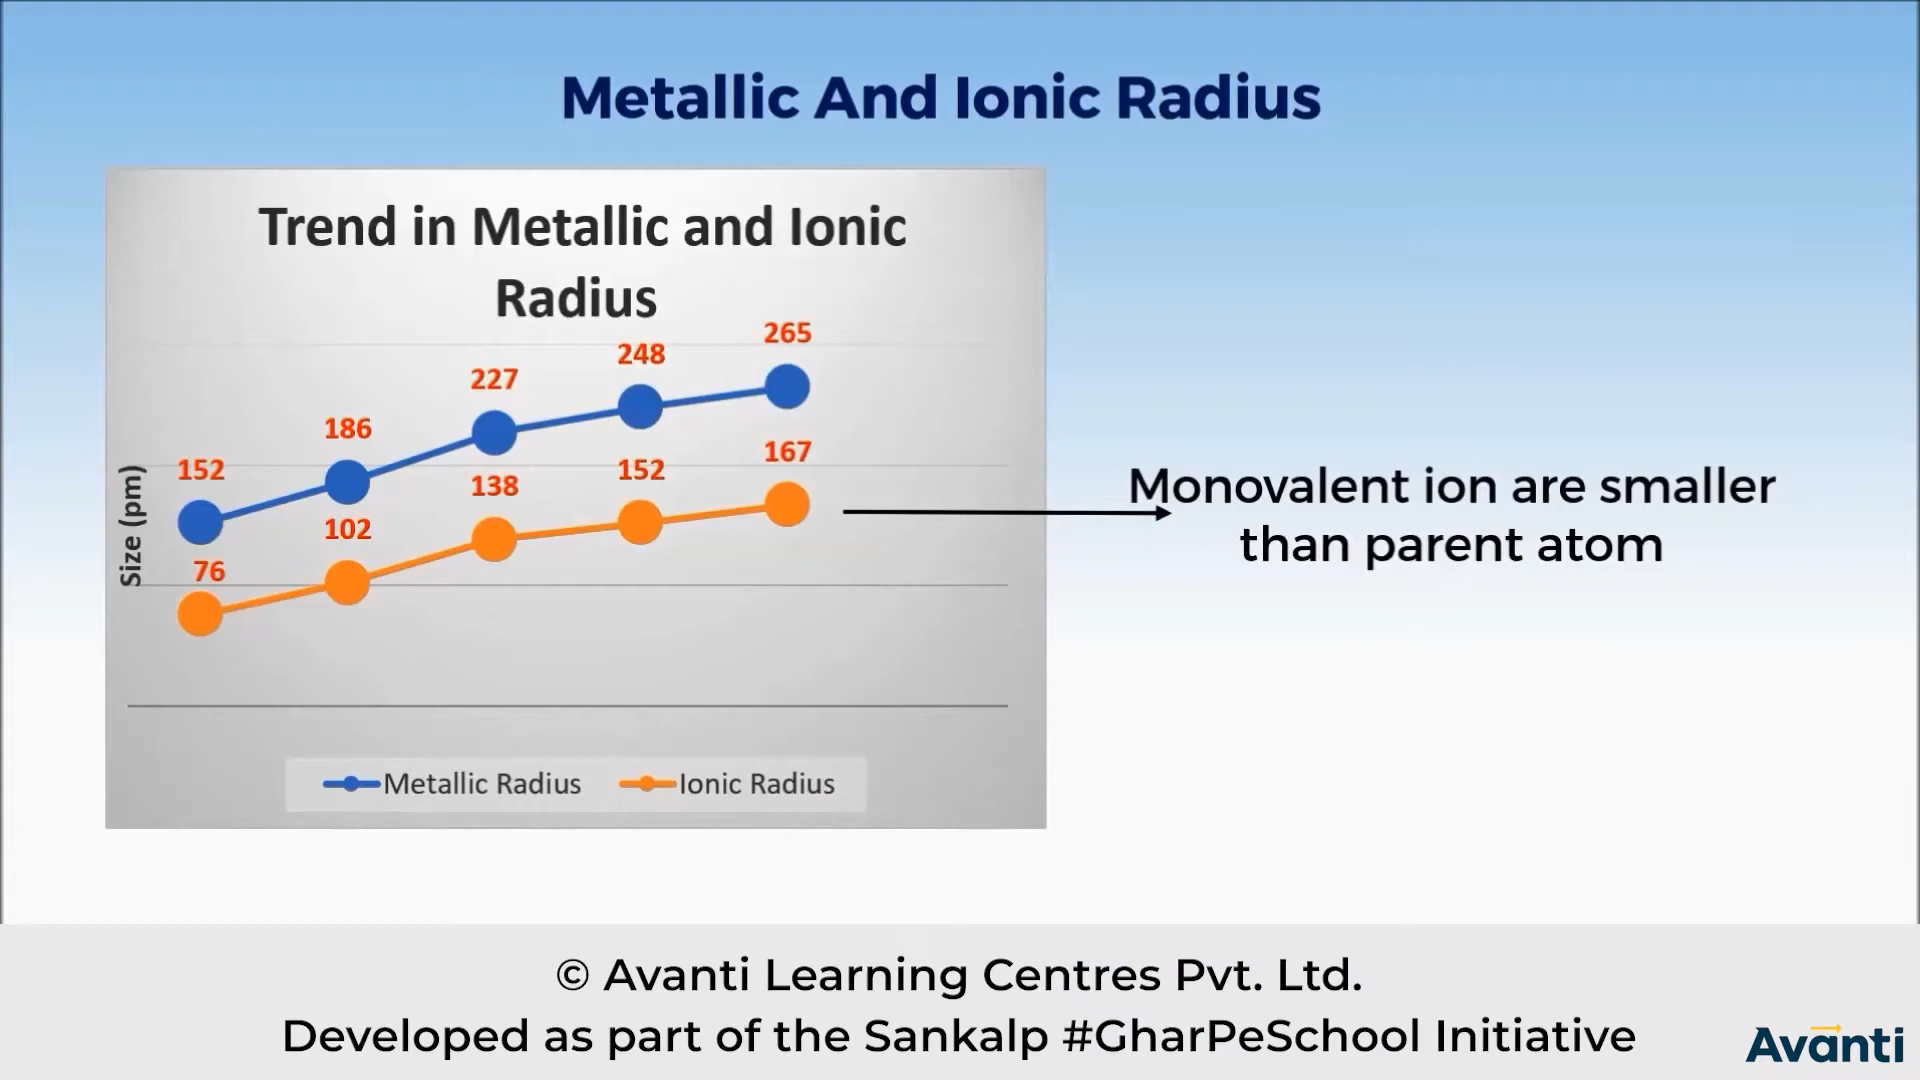 Metallic And Ionic Radius
Trend in Metallic and Ionic
Radius
265
248
227
186
152
167
152
138
102
76
Size (pm)
Monovalent ion are smaller
than parent atom
Metallic Radius
Ionic Radius
© Avanti Learning Centres Pvt. Ltd.
Developed as part of the Sankalp #GharPeSchool Initiative
Avanti